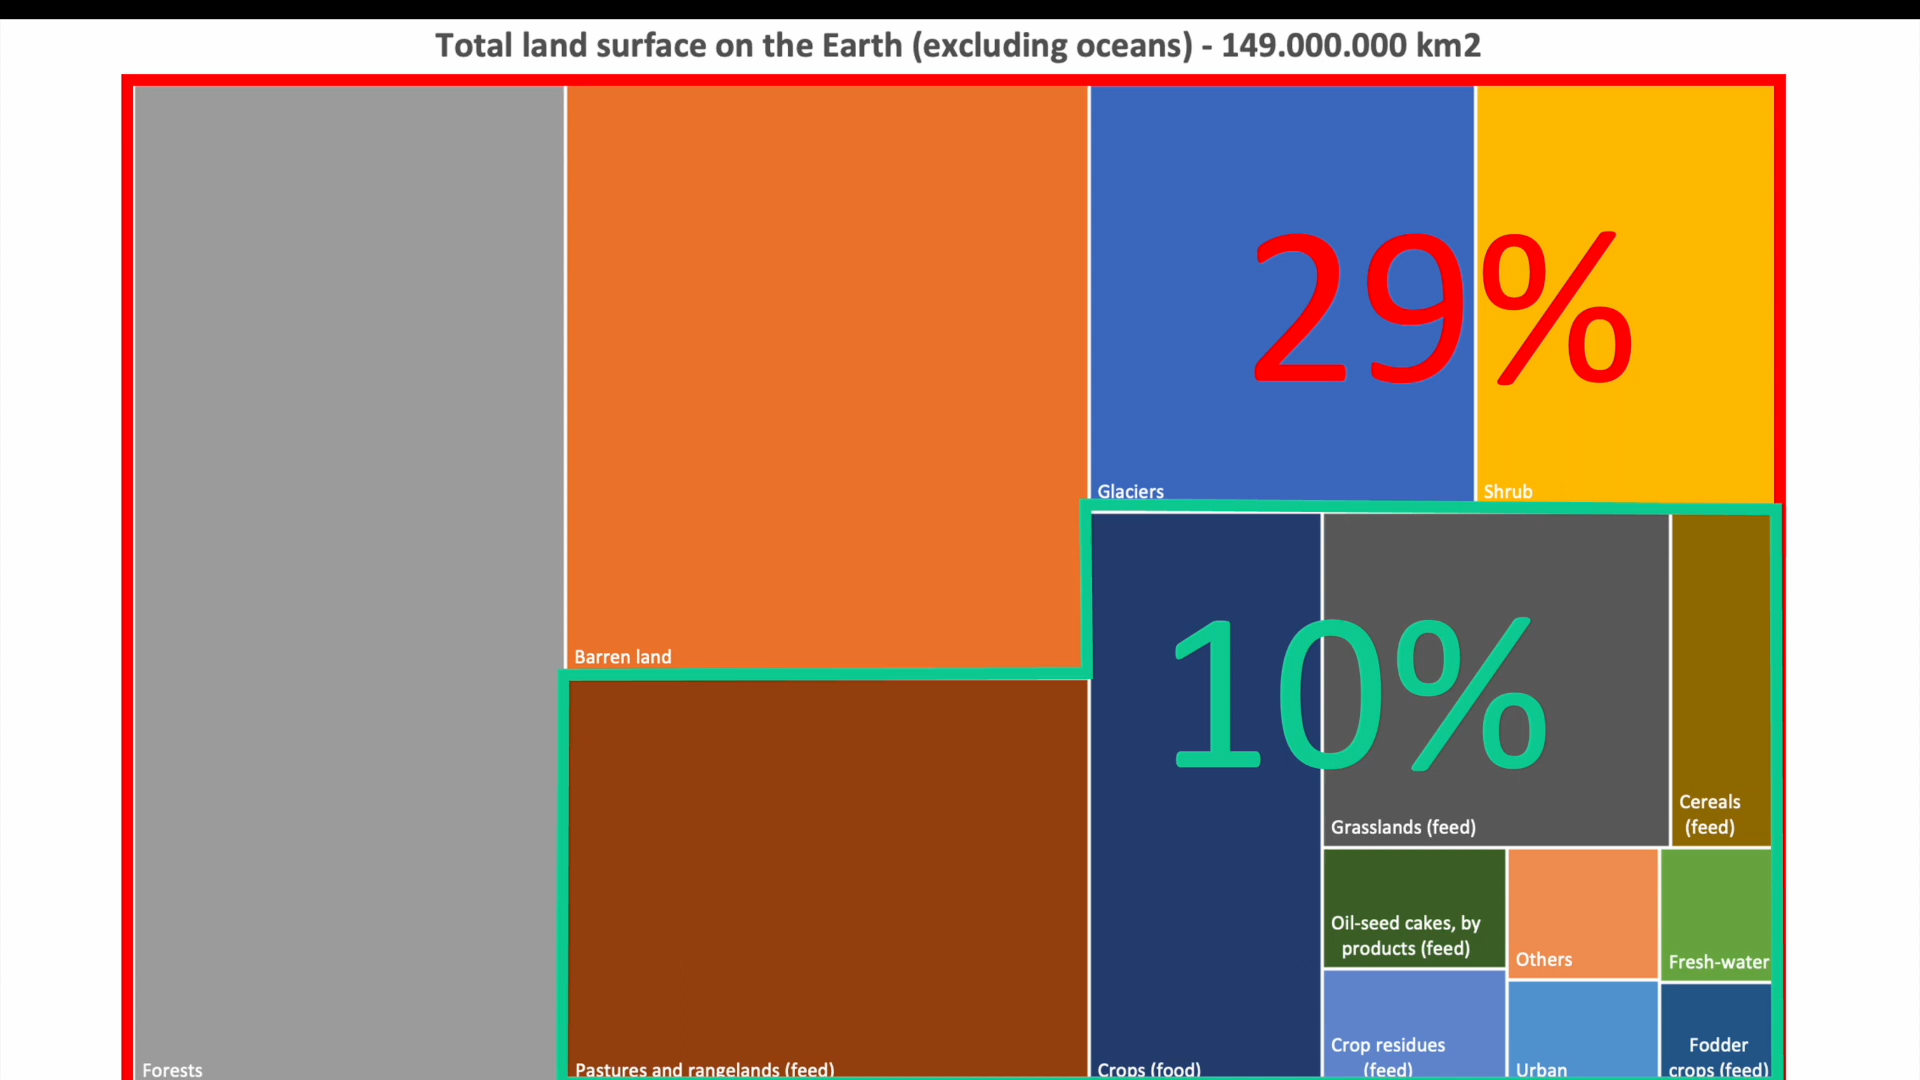 Total land surface on the Earth (excluding oceans) - 149.000.000 km2
29%
Glaciers
Shrub
Barren land
10%
Cereals
(feed)
Grasslands (feed)
Oil-seed cakes, by
products (feed)
Others
Fresh-water
Crop residues
(feed)
Urban
Fodder
crops (feed)
Forests
Pastures and rangelands (feed)
Crops (food)